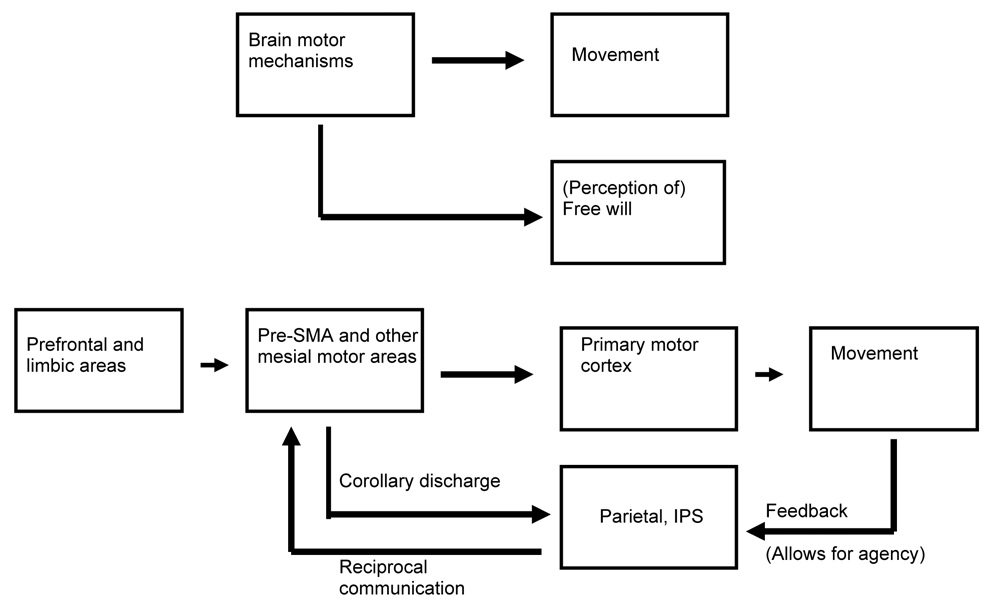 Brain motor
mechanisms
Movement
(Perception of)
Free will
Prefrontal and
limbic areas
Pre-SMA and other
mesial motor areas
Primary motor
cortex
Movement
Corollary discharge
Parietal, IPS
Feedback
(Allows for agency)
Reciprocal
communication